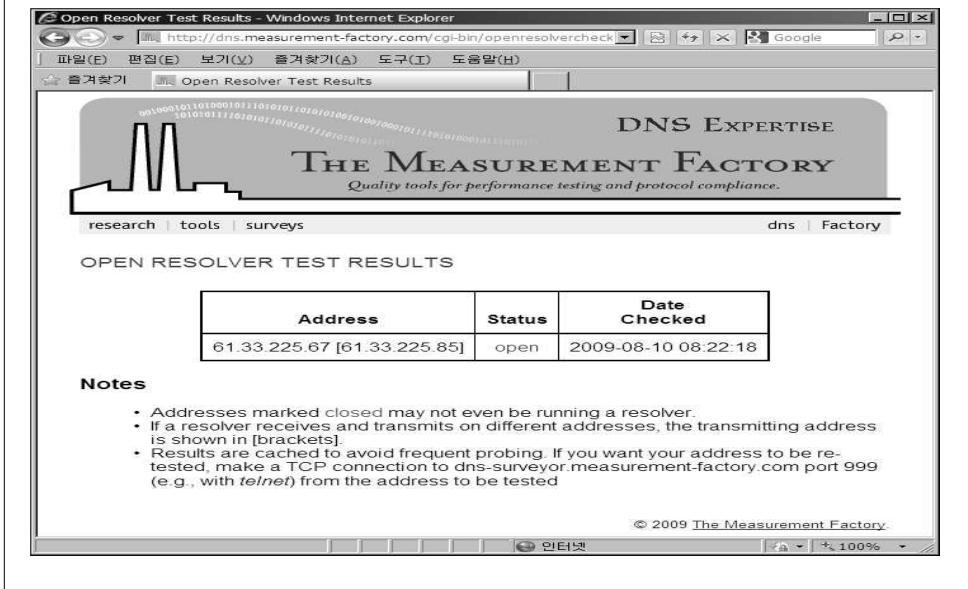 Open Resolver Test Results - Windows Internet Explorer
http://dns.measurement-factory.com/cgi-bin/openresolvercheck
Google
파일(F) 편집(E) 보기(V) 즐겨찾기(A) 도구(T) 도움말(H)
즐겨찾기 Open Resolver Test Results
DNS EXPERTISE
THE MEASUREMENT FACTORY
Quality tools for performance testing and protocol compliance.
research | tools | surveys dns | Factory
OPEN RESOLVER TEST RESULTS
Address Status Date Checked
61.33.225.67 [61.33.225.85] open 2009-08-10 08:22:18
Notes
• Addresses marked closed may not even be running a resolver.
• If a resolver receives and transmits on different addresses, the transmitting address
is shown in [brackets].
• Results are cached to avoid frequent probing. If you want your address to be re-
tested, make a TCP connection to dns-surveyor.measurement-factory.com port 999
(e.g., with telnet) from the address to be tested
© 2009 The Measurement Factory.
인터넷 100%